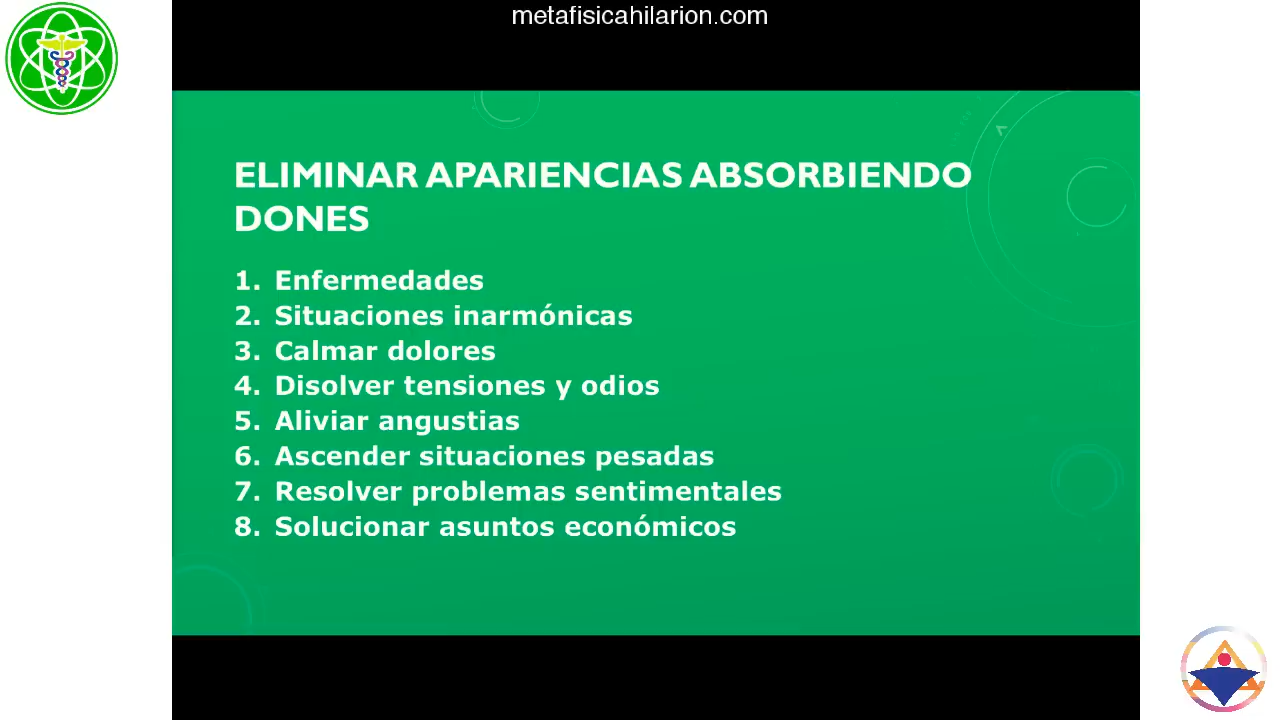 metafisicahilarion.com
ELIMINAR APARIENCIAS ABSORBIENDO
DONES
1. Enfermedades
2. Situaciones inarmónicas
3. Calmar dolores
4. Disolver tensiones y odios
5. Aliviar angustias
6. Ascender situaciones pesadas
7. Resolver problemas sentimentales
8. Solucionar asuntos económicos